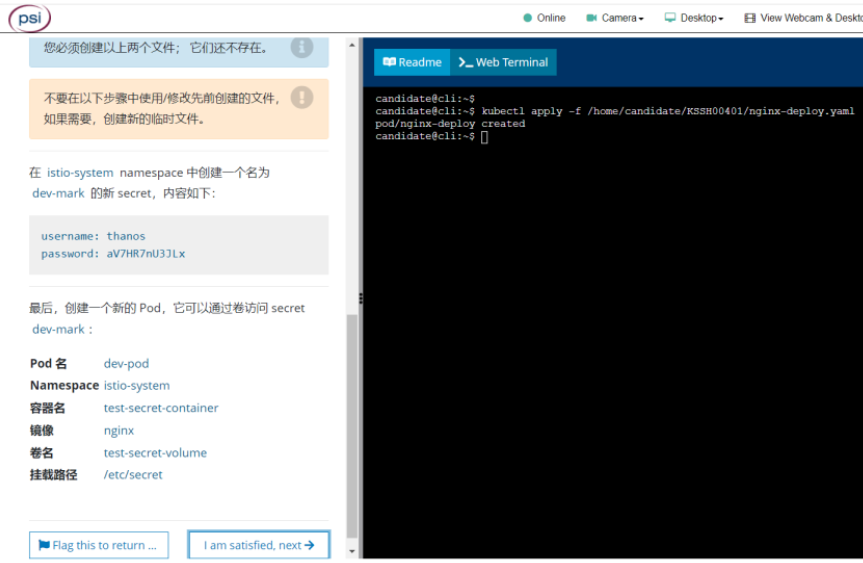 psi
Online
Camera
Desktop
View Webcam & Deskto
您必须创建以上两个文件； 它们还不存在。
不要在以下步骤中使用/修改先前创建的文件，
如果需要，创建新的临时文件。
在 istio-system namespace 中创建一个名为
dev-mark 的新 secret，内容如下：
username: thanos
password: aV7HR7nU3JLx
最后，创建一个新的 Pod，它可以通过卷访问 secret
dev-mark：
Pod 名 dev-pod
Namespace istio-system
容器名 test-secret-container
镜像 nginx
卷名 test-secret-volume
挂载路径 /etc/secret
Flag this to return ...
I am satisfied, next
Readme
>_ Web Terminal
candidate@cli:~$
candidate@cli:~$ kubectl apply -f /home/candidate/KSSH00401/nginx-deploy.yaml
pod/nginx-deploy created
candidate@cli:~$